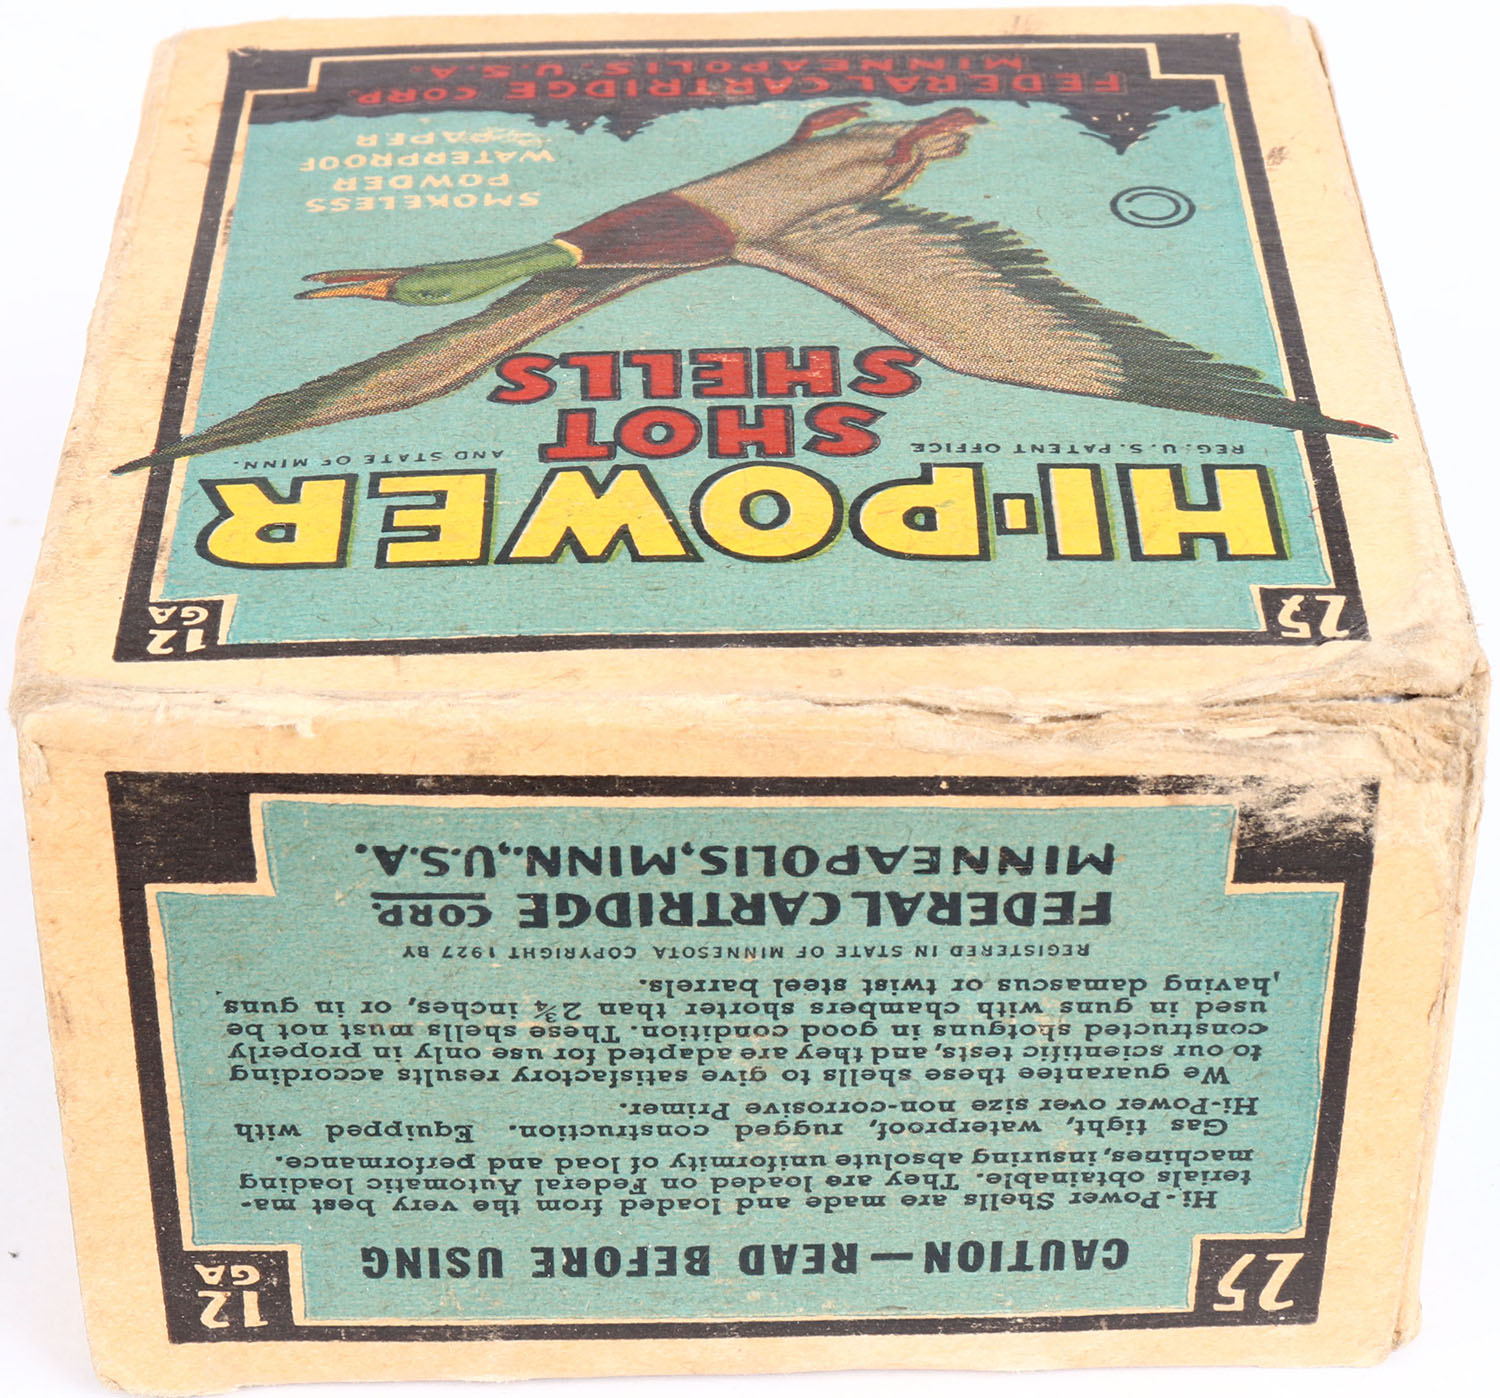 25
12
GA
HI-POWER
REG. U.S. PATENT OFFICE
AND STATE OF MINN.
SHOT
SHELLS
SMOKELESS
POWDER
WATERPROOF
PAPER
FEDERAL CARTRIDGE CORP.
MINNEAPOLIS, U.S.A.
25
12
GA
CAUTION — READ BEFORE USING
Hi-Power Shells are made and loaded from the very best ma-
terials obtainable. They are loaded on Federal Automatic loading
machines, insuring absolute uniformity of load and performance.
Gas tight, waterproof, rugged construction. Equipped with
Hi-Power over size non-corrosive Primer.
We guarantee these shells to give satisfactory results according
to our scientific tests, and they are adapted for use only in properly
constructed shotguns in good condition. These shells must not be
used in guns with chambers shorter than 2¾ inches, or in guns
having damascus or twist steel barrels.
REGISTERED IN STATE OF MINNESOTA COPYRIGHT 1927 BY
FEDERAL CARTRIDGE CORP.
MINNEAPOLIS, MINN., U.S.A.